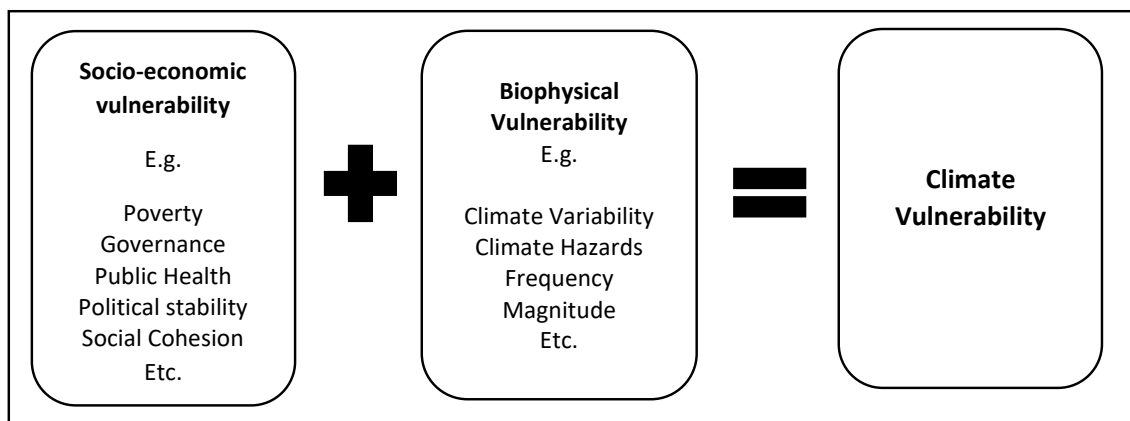 Socio-economic
vulnerability
E.g.
Poverty
Governance
Public Health
Political stability
Social Cohesion
Etc.
Biophysical
Vulnerability
E.g.
Climate Variability
Climate Hazards
Frequency
Magnitude
Etc.
Climate
Vulnerability